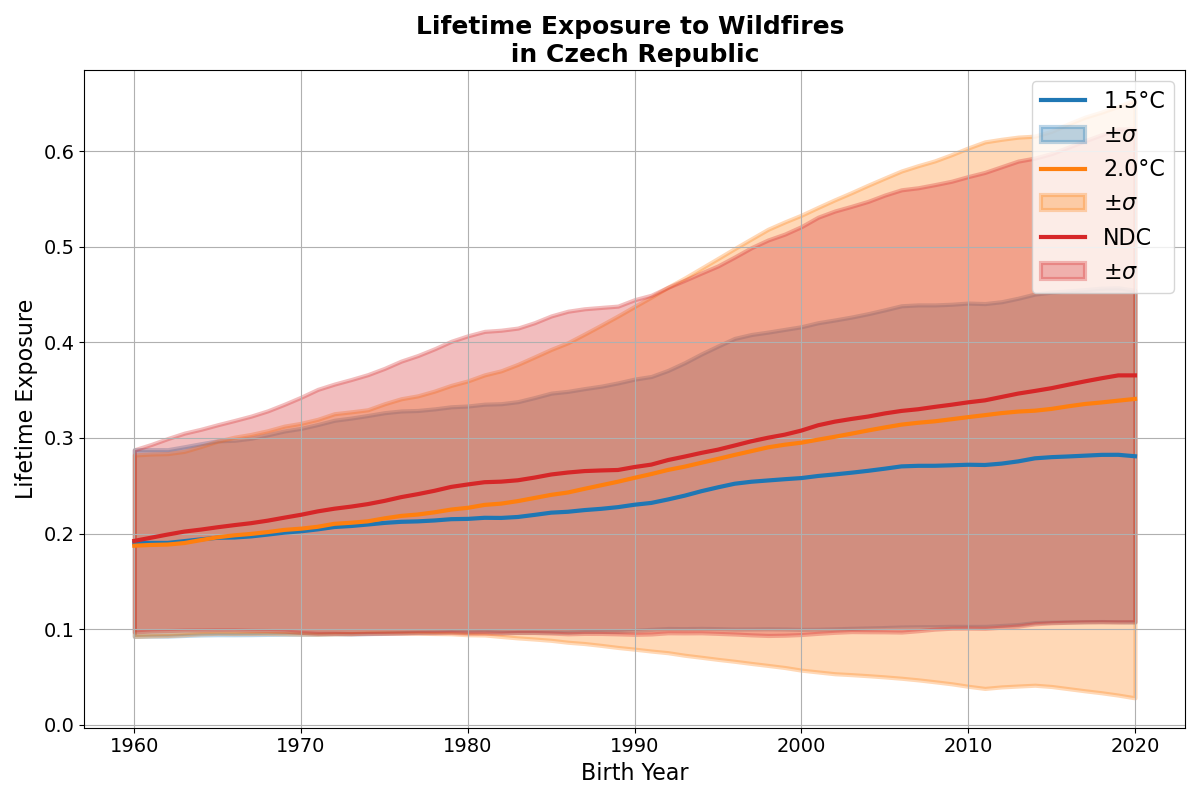 Lifetime Exposure to Wildfires
in Czech Republic
1.5°C
±σ
2.0°C
±σ
NDC
±σ
Lifetime Exposure
0.6
0.5
0.4
0.3
0.2
0.1
0.0
1960 1970 1980 1990 2000 2010 2020
Birth Year